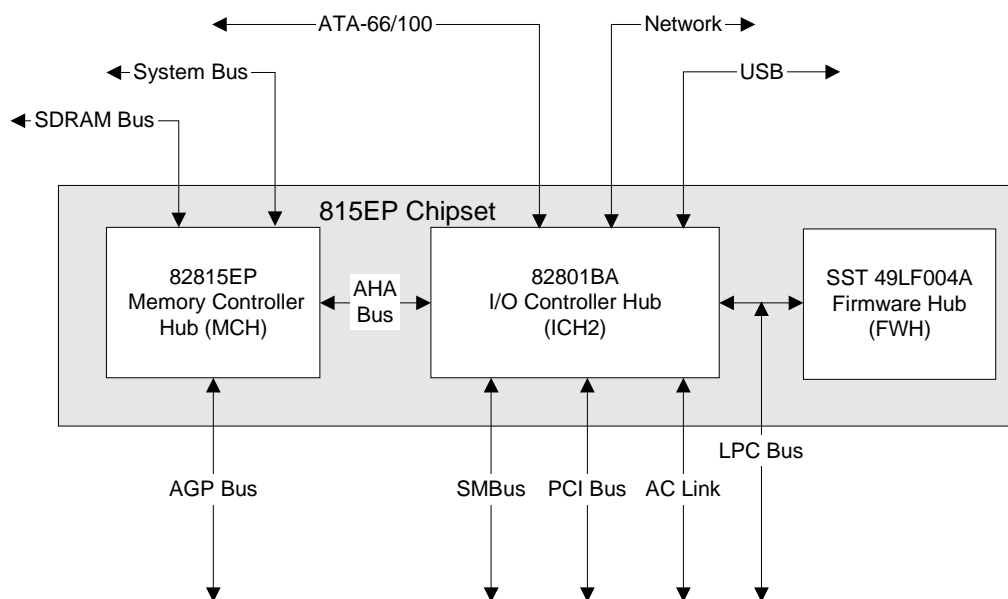 ATA-66/100
Network
System Bus
USB
SDRAM Bus
815EP Chipset
82815EP
Memory Controller
Hub (MCH)
AHA
Bus
82801BA
I/O Controller Hub
(ICH2)
SST 49LF004A
Firmware Hub
(FWH)
LPC Bus
AGP Bus
SMBus
PCI Bus
AC Link